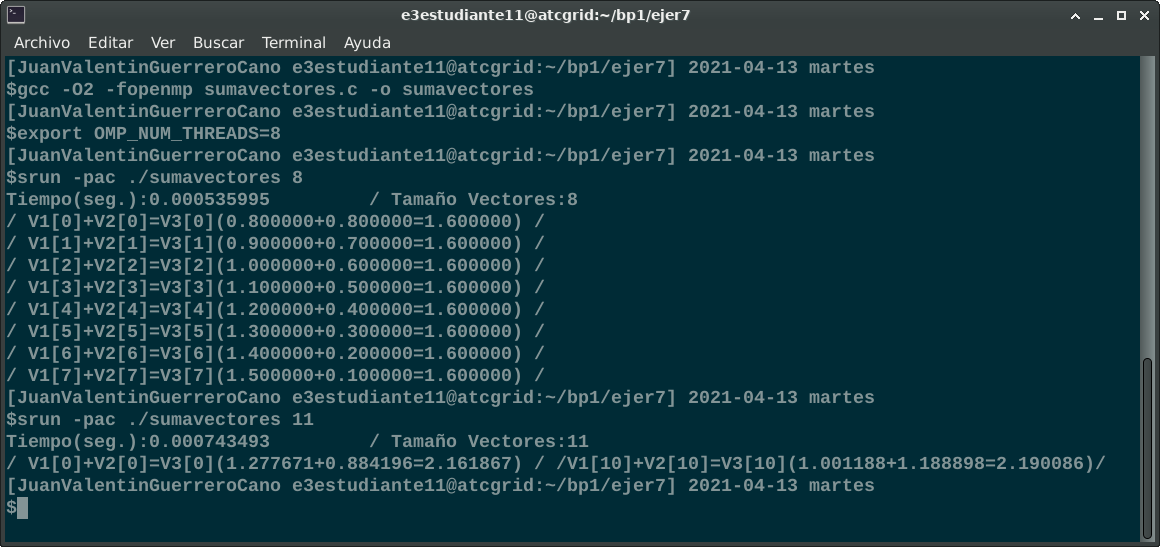 e3estudiante11@atcgrid:~/bp1/ejer7
Archivo Editar Ver Buscar Terminal Ayuda
[JuanValentinGuerreroCano e3estudiante11@atcgrid:~/bp1/ejer7] 2021-04-13 martes
$gcc -O2 -fopenmp sumavectores.c -o sumavectores
[JuanValentinGuerreroCano e3estudiante11@atcgrid:~/bp1/ejer7] 2021-04-13 martes
$export OMP_NUM_THREADS=8
[JuanValentinGuerreroCano e3estudiante11@atcgrid:~/bp1/ejer7] 2021-04-13 martes
$srun -pac ./sumavectores 8
Tiempo(seg.):0.000535995         / Tamaño Vectores:8
/ V1[0]+V2[0]=V3[0](0.800000+0.800000=1.600000) /
/ V1[1]+V2[1]=V3[1](0.900000+0.700000=1.600000) /
/ V1[2]+V2[2]=V3[2](1.000000+0.600000=1.600000) /
/ V1[3]+V2[3]=V3[3](1.100000+0.500000=1.600000) /
/ V1[4]+V2[4]=V3[4](1.200000+0.400000=1.600000) /
/ V1[5]+V2[5]=V3[5](1.300000+0.300000=1.600000) /
/ V1[6]+V2[6]=V3[6](1.400000+0.200000=1.600000) /
/ V1[7]+V2[7]=V3[7](1.500000+0.100000=1.600000) /
[JuanValentinGuerreroCano e3estudiante11@atcgrid:~/bp1/ejer7] 2021-04-13 martes
$srun -pac ./sumavectores 11
Tiempo(seg.):0.000743493         / Tamaño Vectores:11
/ V1[0]+V2[0]=V3[0](1.277671+0.884196=2.161867) / /V1[10]+V2[10]=V3[10](1.001188+1.188898=2.190086)/
[JuanValentinGuerreroCano e3estudiante11@atcgrid:~/bp1/ejer7] 2021-04-13 martes
$